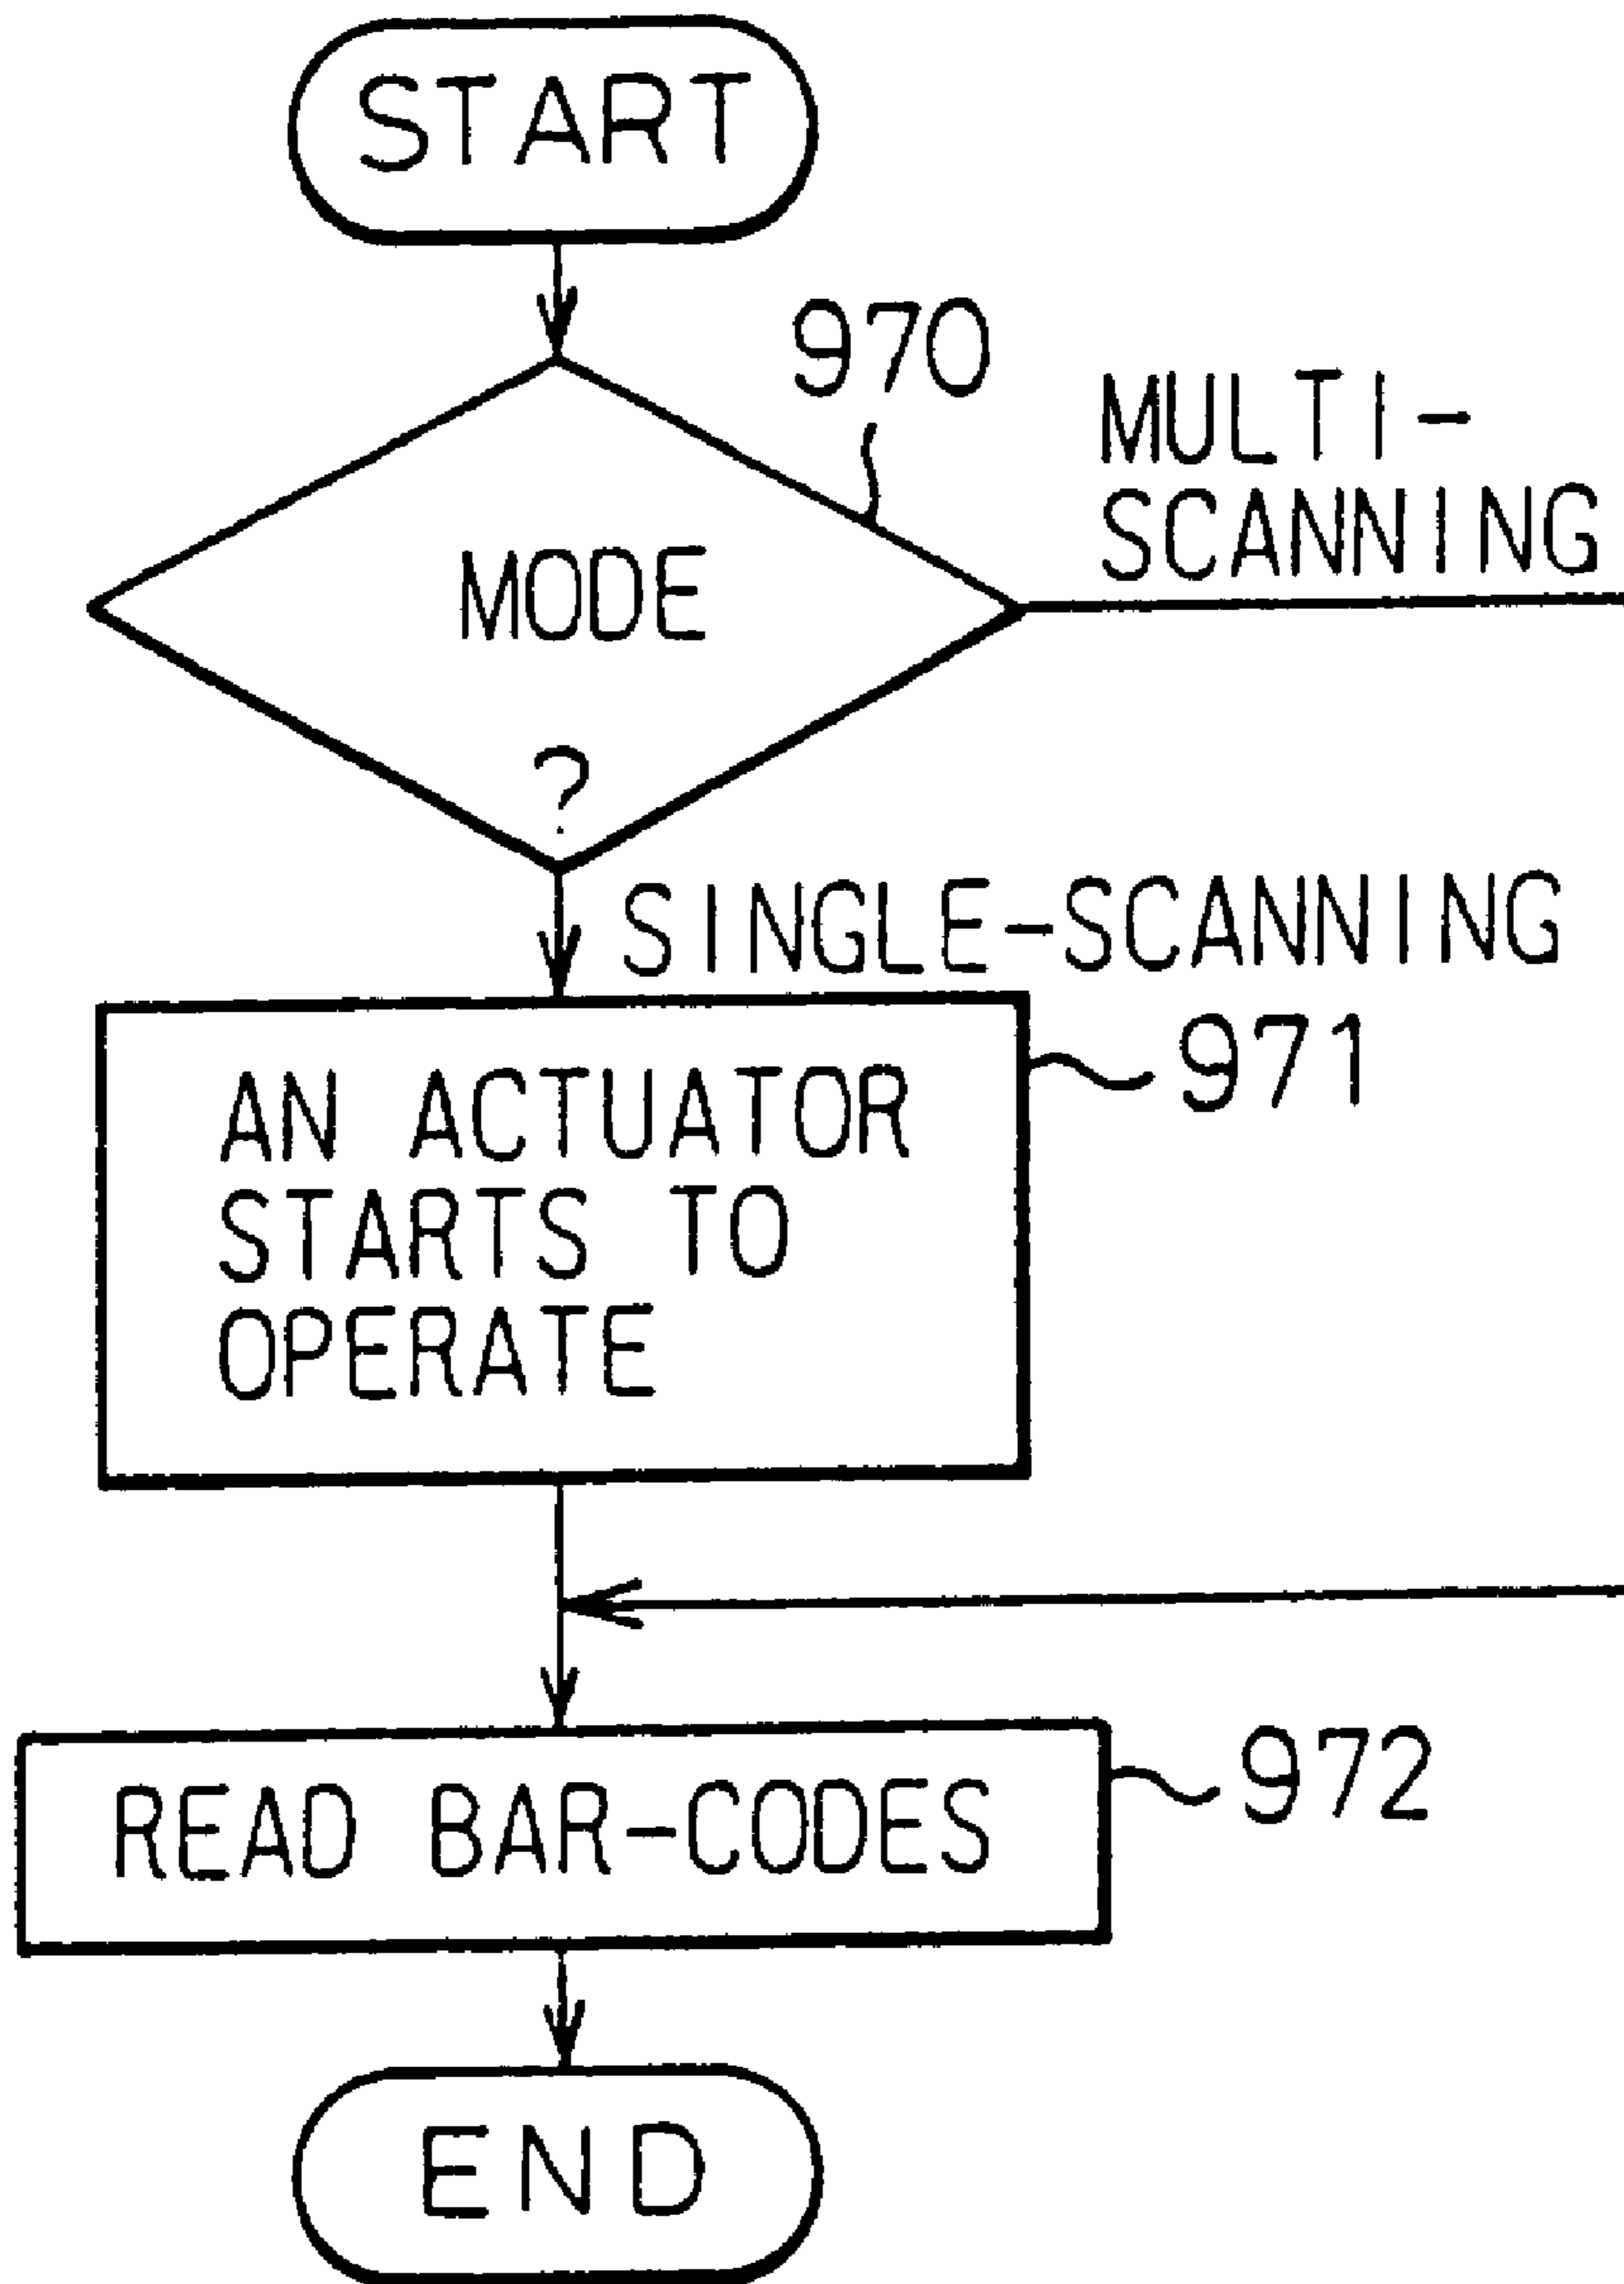 START
970
MULTI-
SCANNING
MODE
?
SINGLE-SCANNING
971
AN ACTUATOR
STARTS TO
OPERATE
972
READ BAR-CODES
END